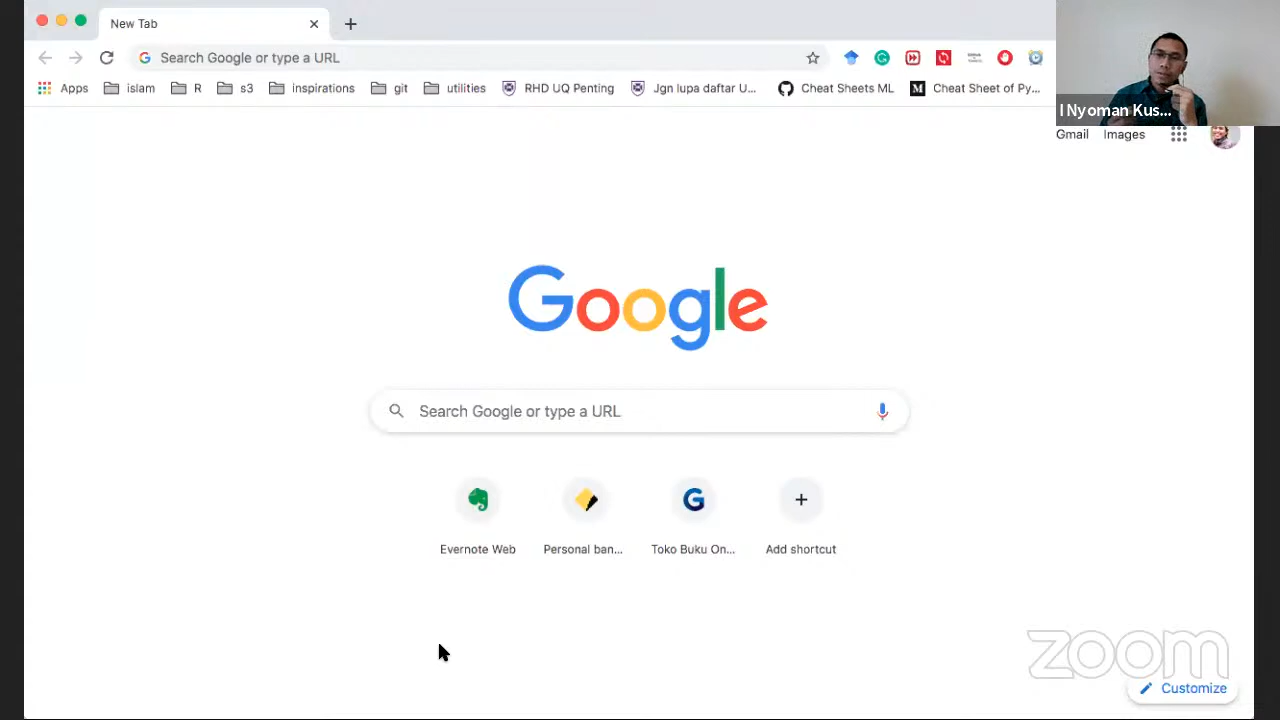 New Tab
Search Google or type a URL
Apps islam R s3 inspirations git utilities RHD UQ Penting Jgn lupa daftar U... Cheat Sheets ML Cheat Sheet of Py...
I Nyoman Kus...
Gmail Images
Google
Search Google or type a URL
Evernote Web Personal ban... Toko Buku On... Add shortcut
zoom
Customize